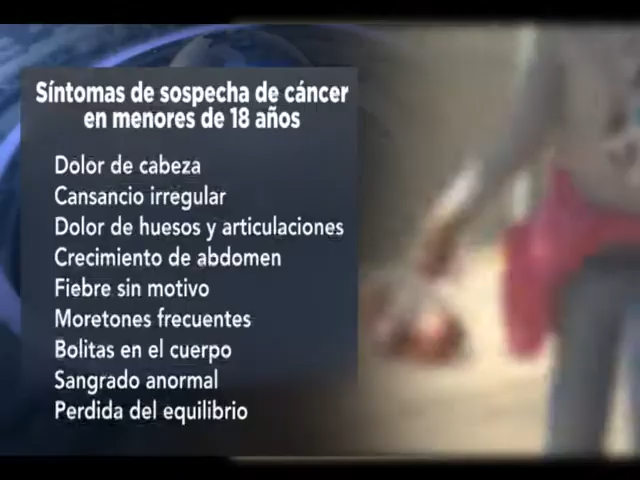 Síntomas de sospecha de cáncer
en menores de 18 años
Dolor de cabeza
Cansancio irregular
Dolor de huesos y articulaciones
Crecimiento de abdomen
Fiebre sin motivo
Moretones frecuentes
Bolitas en el cuerpo
Sangrado anormal
Perdida del equilibrio